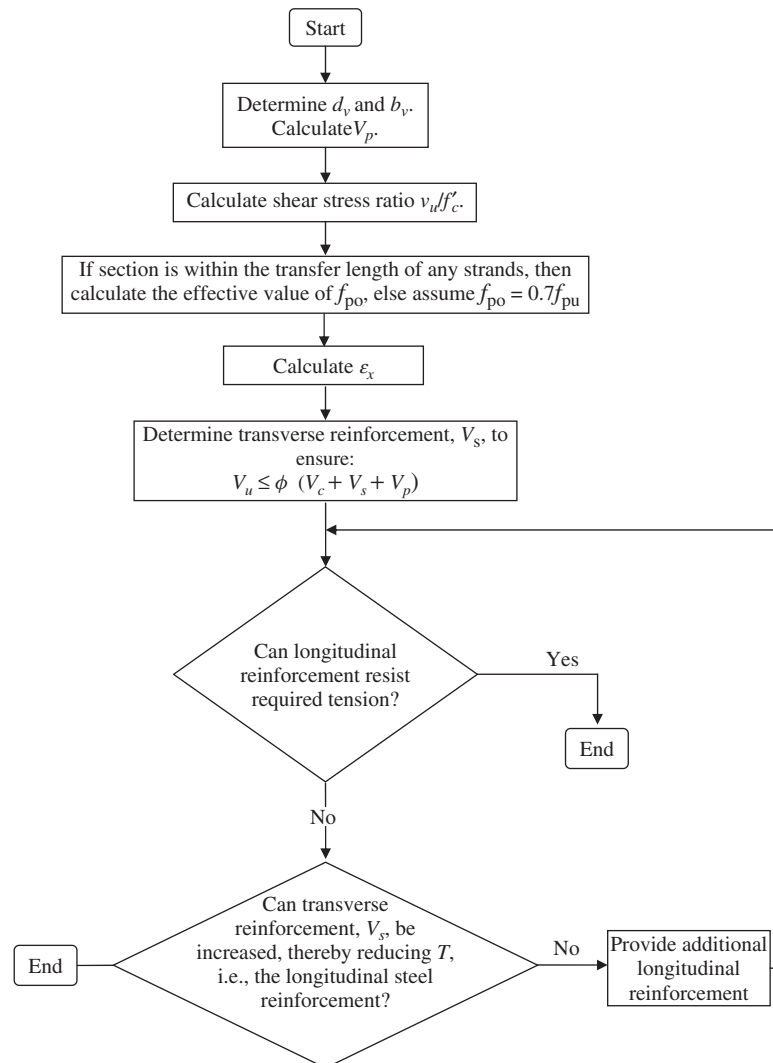 Start
Determine d_v and b_v.
CalculateV_p.
Calculate shear stress ratio v_u/f′_c.
If section is within the transfer length of any strands, then
calculate the effective value of f_po, else assume f_po = 0.7f_pu
Calculate ε_x
Determine transverse reinforcement, V_s, to
ensure:
V_u ≤ ϕ (V_c + V_s + V_p)
Can longitudinal
reinforcement resist
required tension?
Yes
End
No
Can transverse
reinforcement, V_s, be
increased, thereby reducing T,
i.e., the longitudinal steel
reinforcement?
End
No
Provide additional
longitudinal
reinforcement